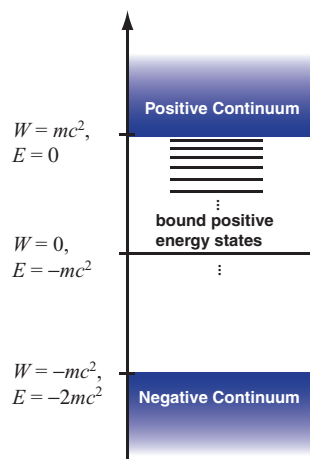 Positive Continuum
W = mc²,
E = 0
⋮
bound positive
energy states
W = 0,
E = –mc²
⋮
W = –mc²,
E = –2mc²
Negative Continuum